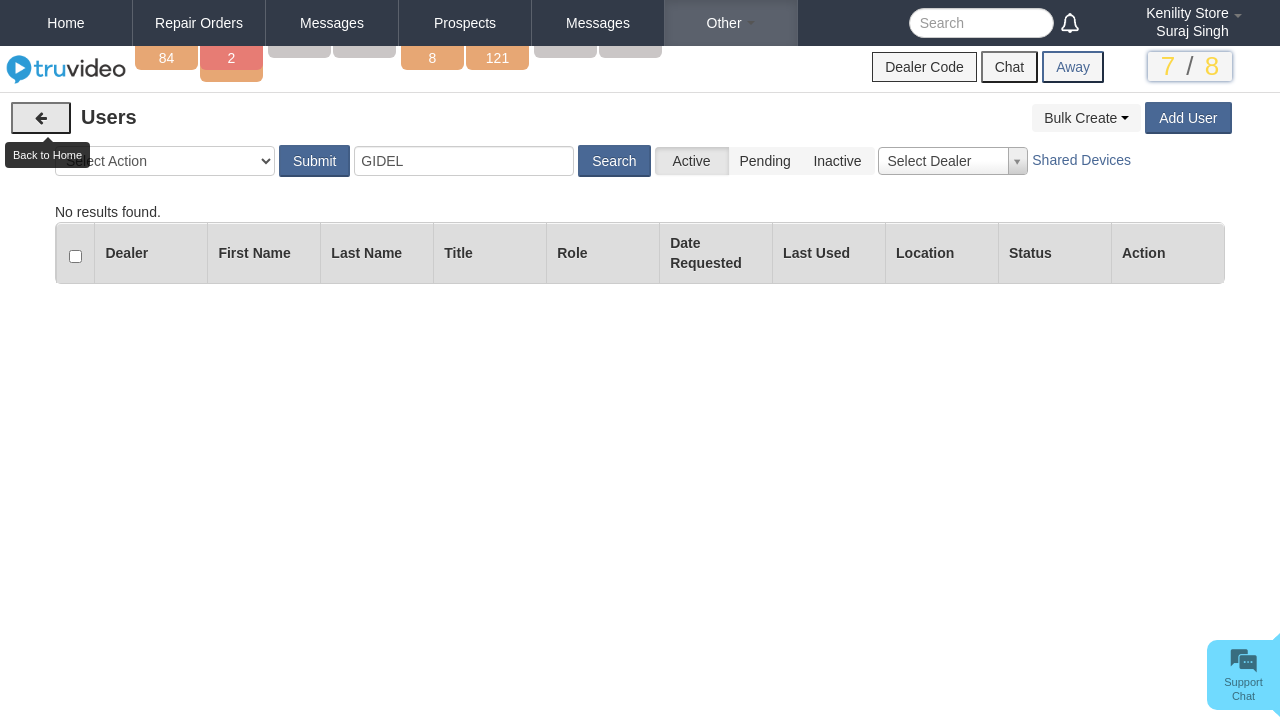 Home
Repair Orders
Messages
Prospects
Messages
Other
Search
Kenility Store
Suraj Singh
truvideo
84
2
8
121
Dealer Code
Chat
Away
7 / 8
Users
Bulk Create
Add User
Back to Home
Select Action
Submit
GIDEL
Search
Active
Pending
Inactive
Select Dealer
Shared Devices
No results found.
Dealer
First Name
Last Name
Title
Role
Date
Requested
Last Used
Location
Status
Action
Support
Chat